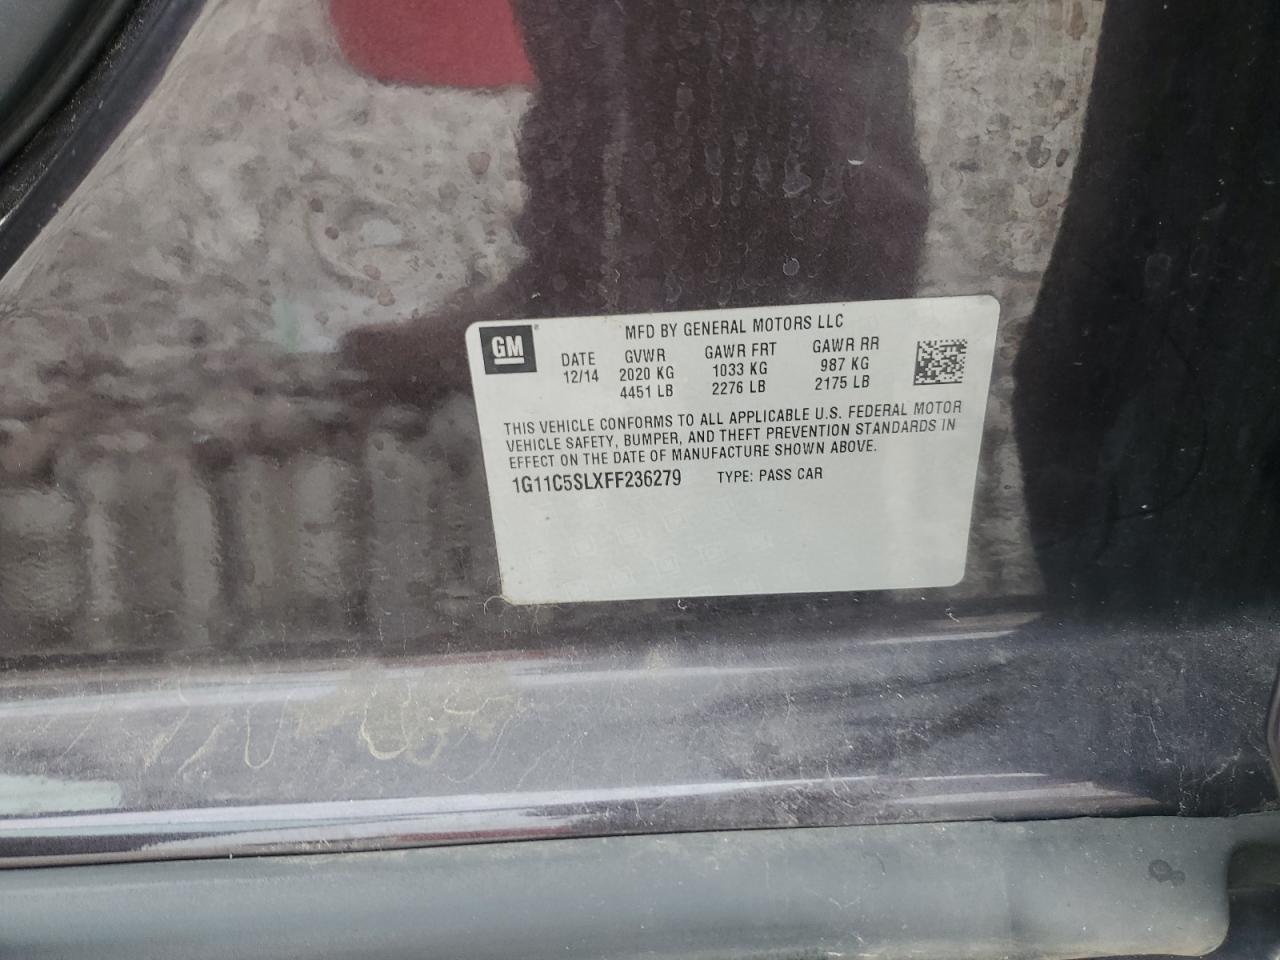 GM
MFD BY GENERAL MOTORS LLC
DATE GVWR GAWR FRT GAWR RR
12/14 2020 KG 1033 KG 987 KG
4451 LB 2276 LB 2175 LB
THIS VEHICLE CONFORMS TO ALL APPLICABLE U.S. FEDERAL MOTOR
VEHICLE SAFETY, BUMPER, AND THEFT PREVENTION STANDARDS IN
EFFECT ON THE DATE OF MANUFACTURE SHOWN ABOVE.
1G11C5SLXFF236279 TYPE: PASS CAR